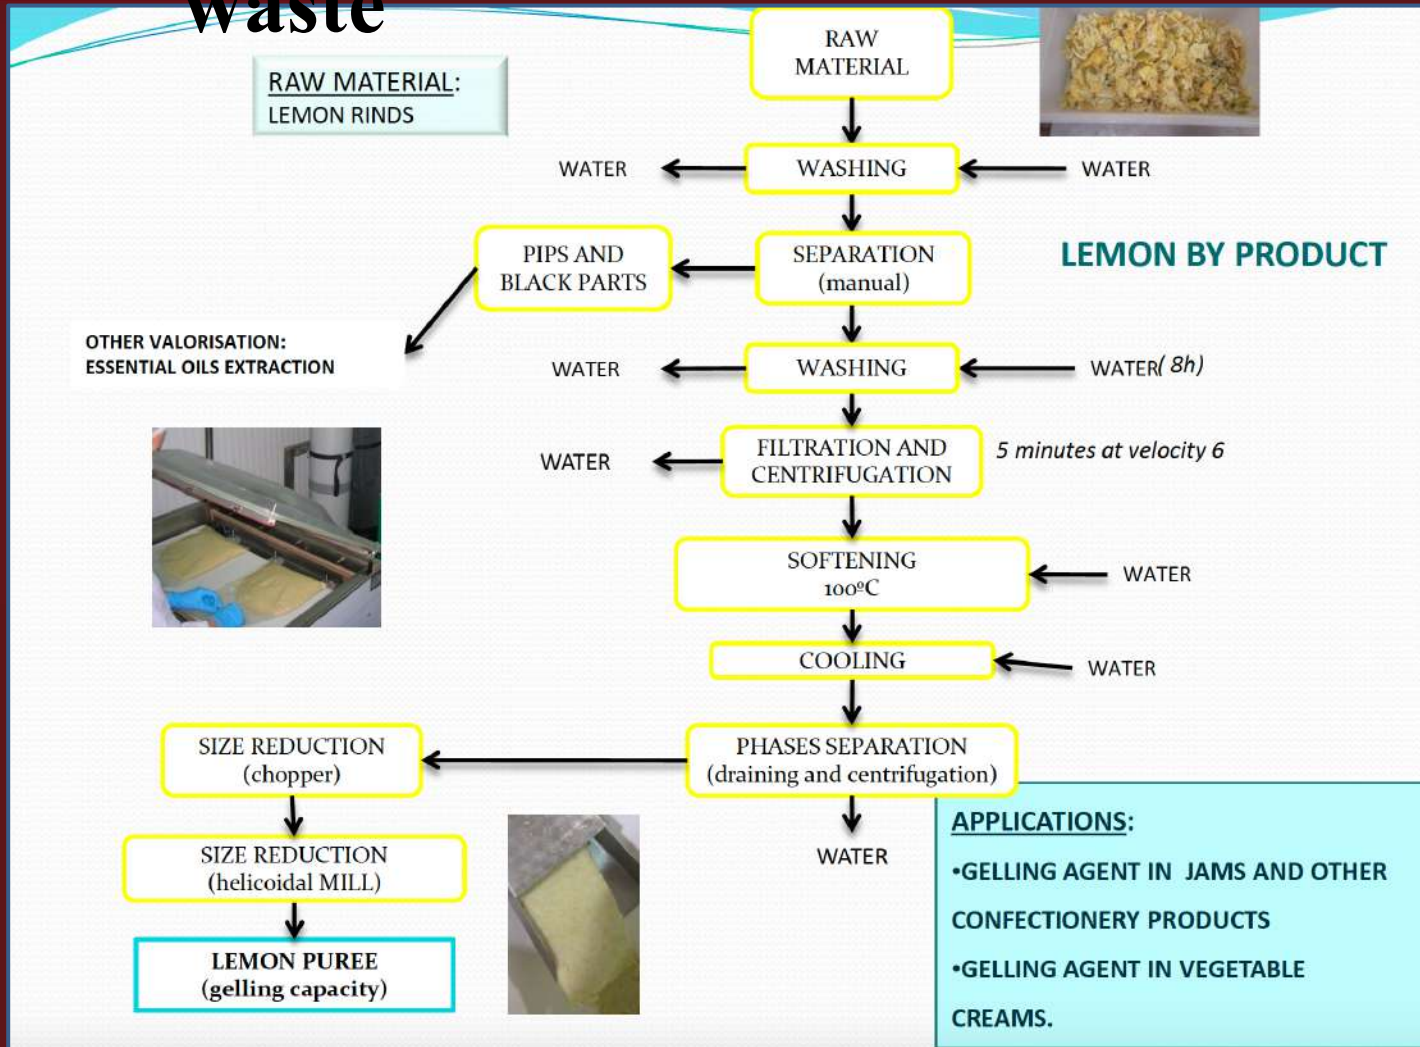 waste
RAW MATERIAL:
LEMON RINDS
RAW
MATERIAL
WATER
WASHING
WATER
PIPS AND
BLACK PARTS
SEPARATION
(manual)
LEMON BY PRODUCT
OTHER VALORISATION:
ESSENTIAL OILS EXTRACTION
WATER
WASHING
WATER( 8h)
WATER
FILTRATION AND
CENTRIFUGATION
5 minutes at velocity 6
SOFTENING
100ºC
WATER
COOLING
WATER
SIZE REDUCTION
(chopper)
PHASES SEPARATION
(draining and centrifugation)
WATER
SIZE REDUCTION
(helicoidal MILL)
LEMON PUREE
(gelling capacity)
APPLICATIONS:
•GELLING AGENT IN JAMS AND OTHER
CONFECTIONERY PRODUCTS
•GELLING AGENT IN VEGETABLE
CREAMS.